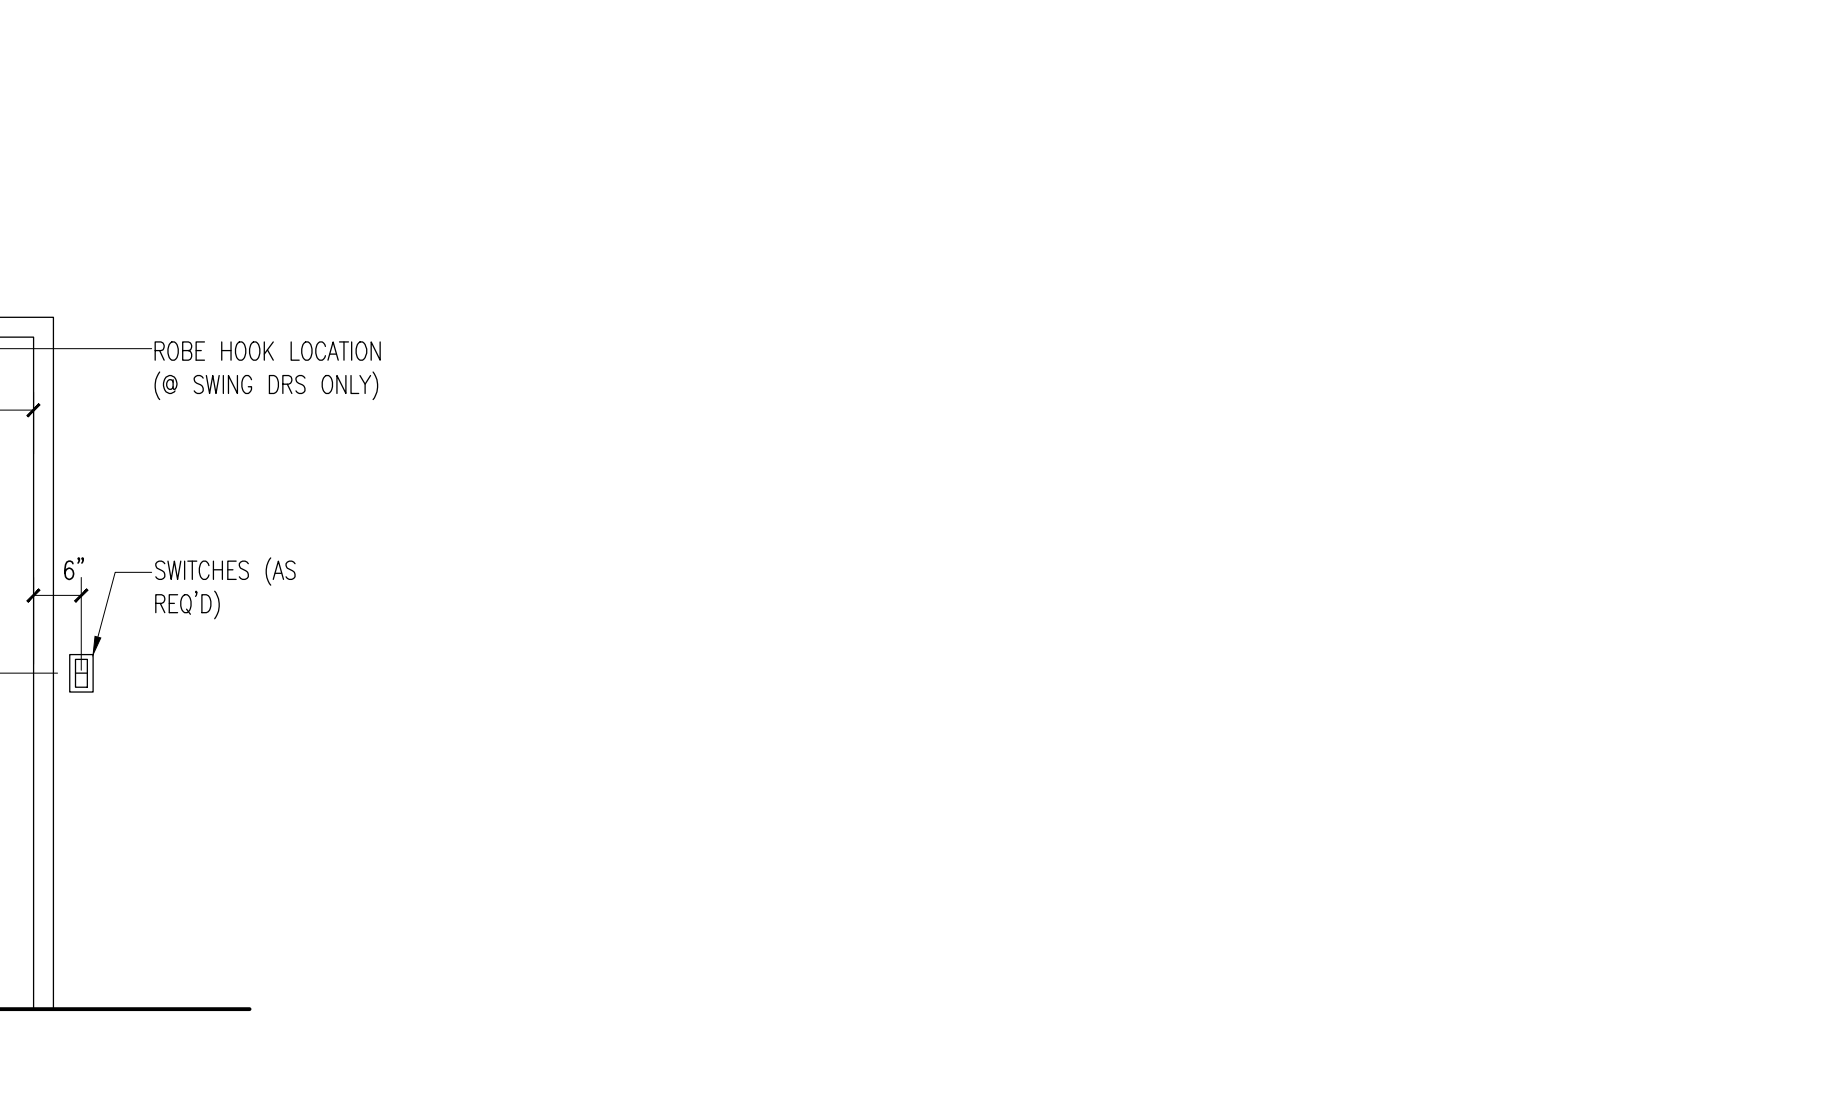 ROBE HOOK LOCATION
(@ SWING DRS ONLY)
6”
SWITCHES (AS
REQ'D)